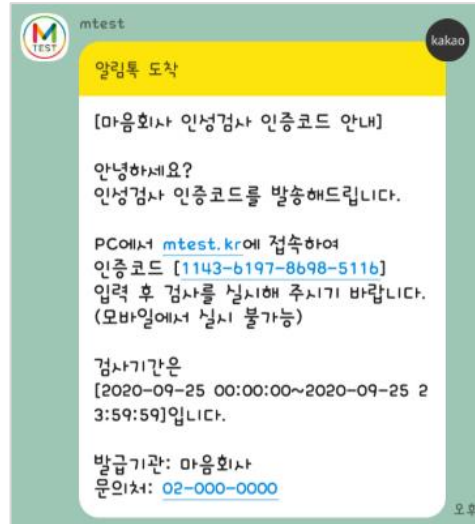 mtest
M
TEST
kakao
알림톡 도착
[마음회사 인성검사 인증코드 안내]
안녕하세요?
인성검사 인증코드를 발송해드립니다.
PC에서 mtest.kr에 접속하여
인증코드 [1143-6197-8698-5116]
입력 후 검사를 실시해 주시기 바랍니다.
(모바일에서 실시 불가능)
검사기간은
[2020-09-25 00:00:00~2020-09-25 2
3:59:59]입니다.
발급기관: 마음회사
문의처: 02-000-0000